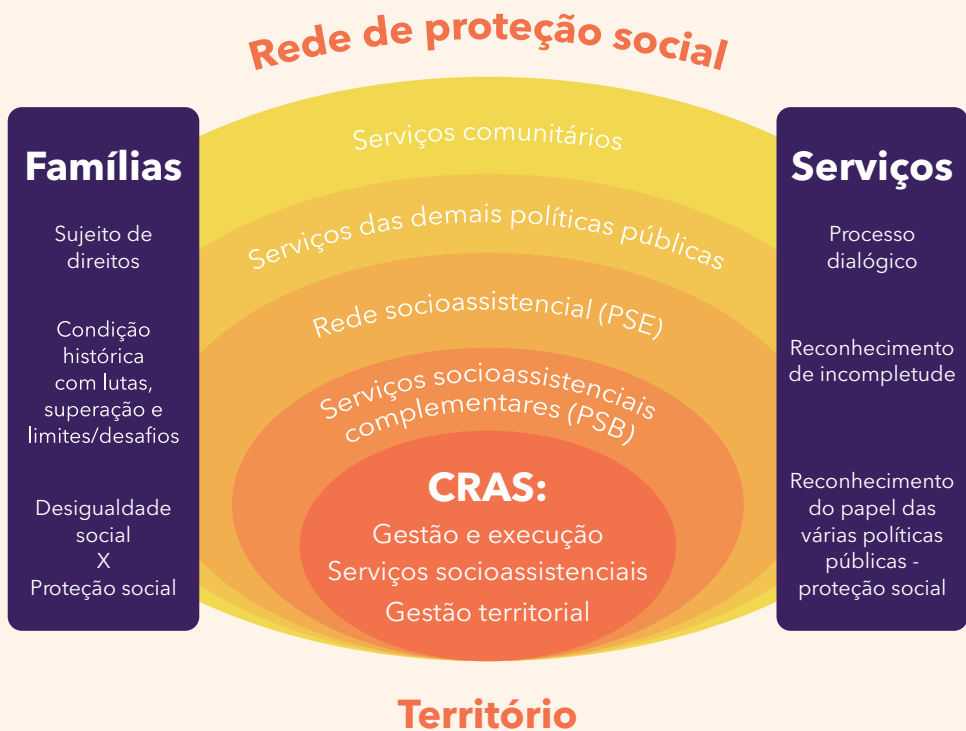 Rede de proteção social
Famílias
Sujeito de
direitos
Condição
histórica
com lutas,
superação e
limites/desafios
Desigualdade
social
X
Proteção social
Serviços comunitários
Serviços das demais políticas públicas
Rede socioassistencial (PSE)
Serviços socioassistenciais
complementares (PSB)
CRAS:
Gestão e execução
Serviços socioassistenciais
Gestão territorial
Serviços
Processo
dialógico
Reconhecimento
de incompletude
Reconhecimento
do papel das
várias políticas
públicas -
proteção social
Território